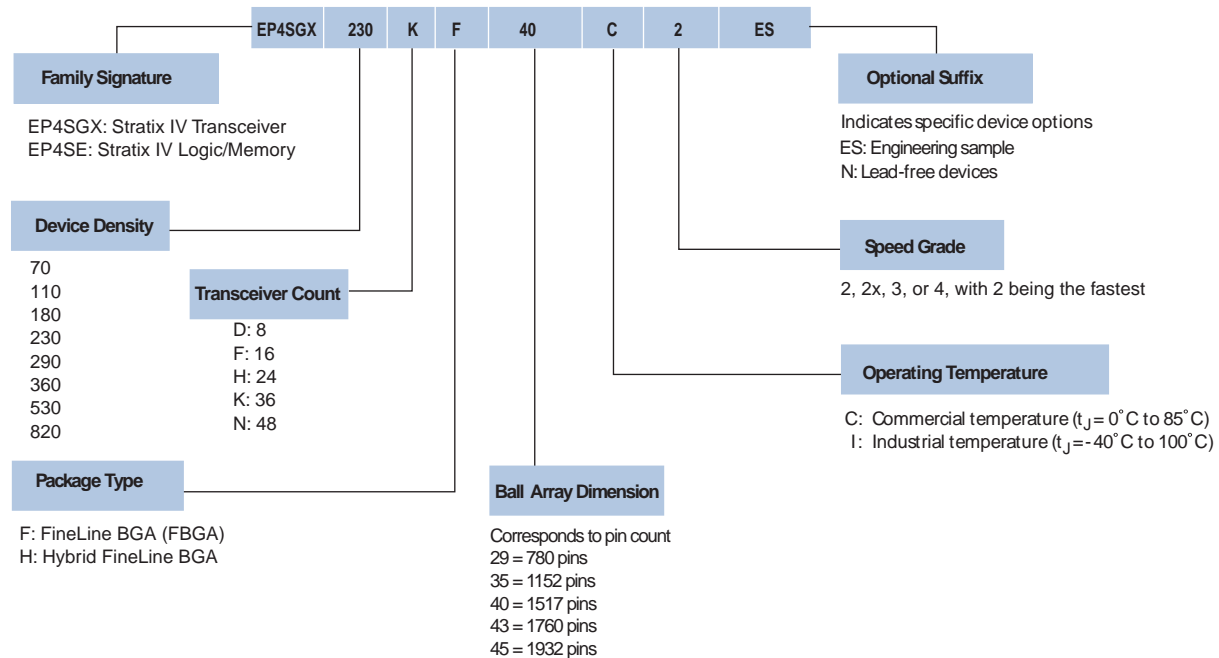 EP4SGX 230 K F 40 C 2 ES
Family Signature
EP4SGX: Stratix IV Transceiver
EP4SE: Stratix IV Logic/Memory
Optional Suffix
Indicates specific device options
ES: Engineering sample
N: Lead-free devices
Device Density
70
110
180
230
290
360
530
820
Transceiver Count
D: 8
F: 16
H: 24
K: 36
N: 48
Speed Grade
2, 2x, 3, or 4, with 2 being the fastest
Operating Temperature
C: Commercial temperature (tJ = 0°C to 85°C)
I: Industrial temperature (tJ = -40°C to 100°C)
Package Type
F: FineLine BGA (FBGA)
H: Hybrid FineLine BGA
Ball Array Dimension
Corresponds to pin count
29 = 780 pins
35 = 1152 pins
40 = 1517 pins
43 = 1760 pins
45 = 1932 pins